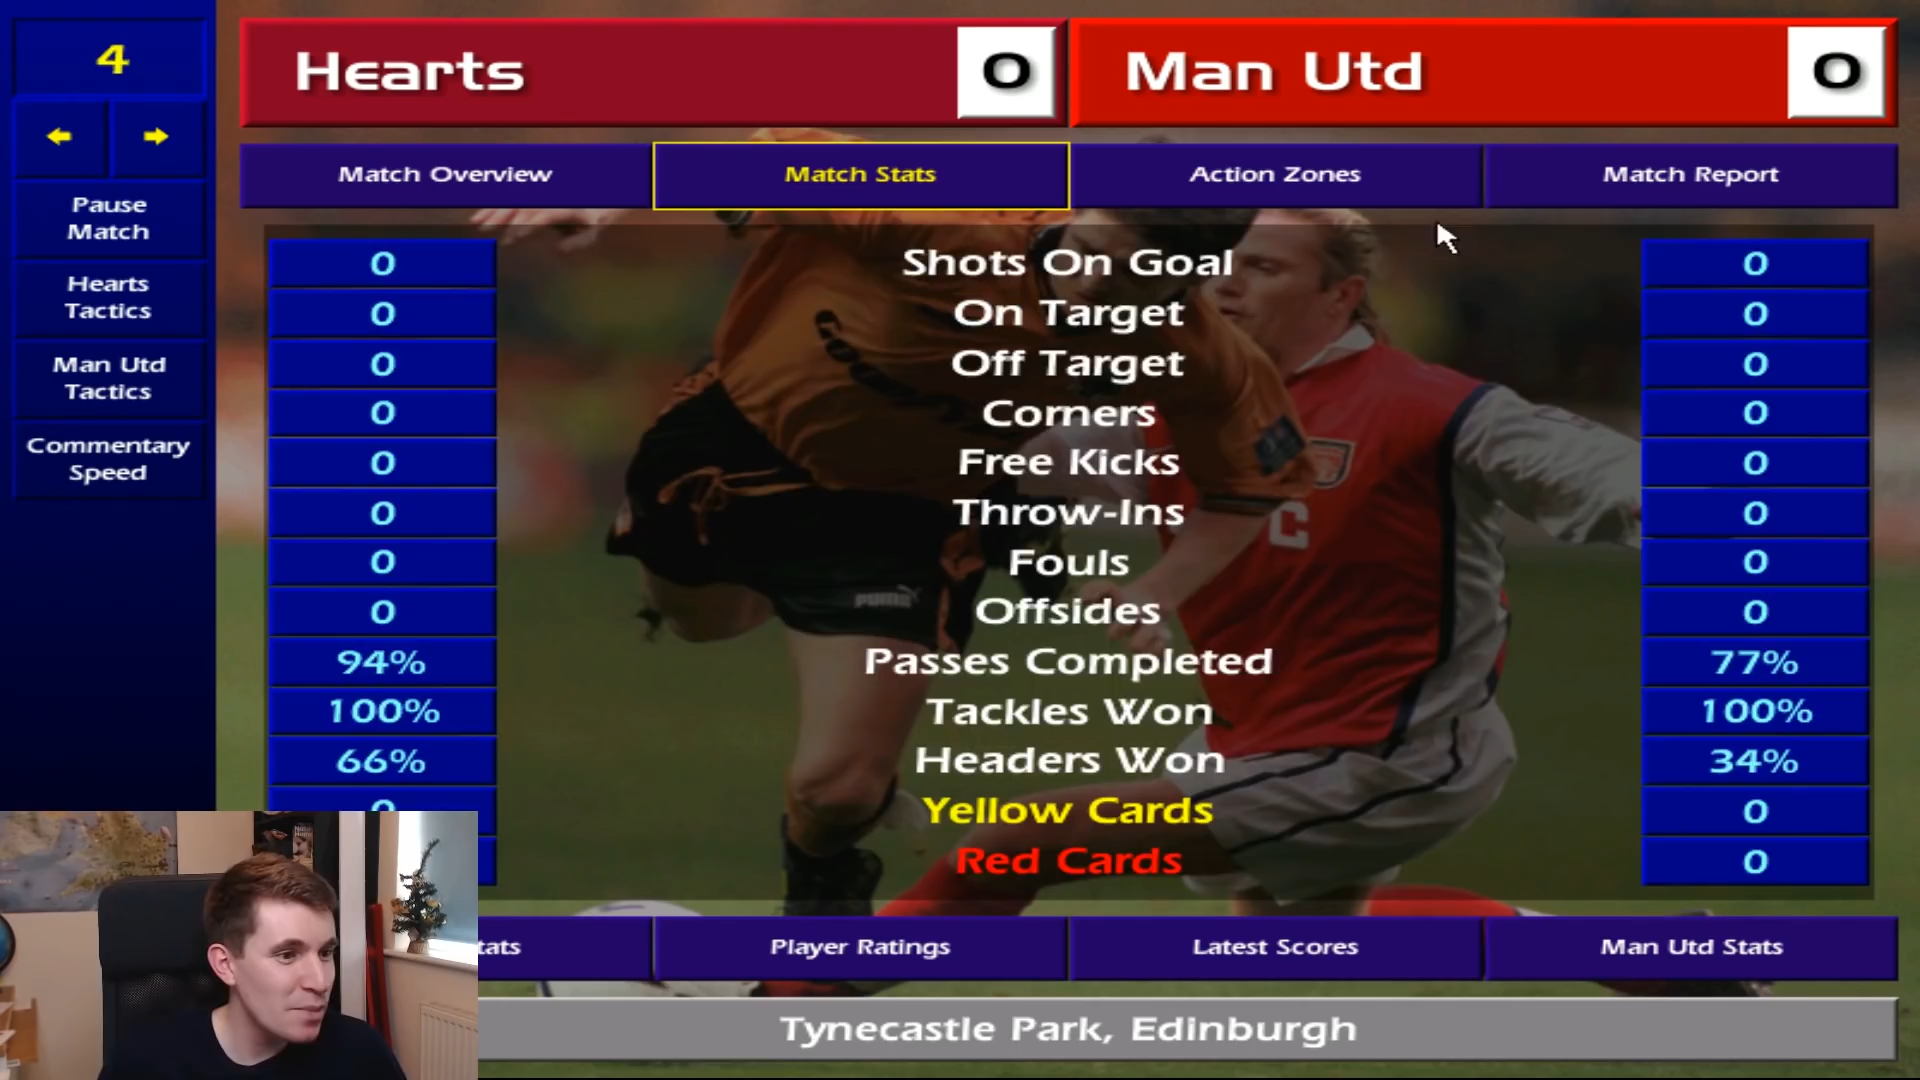 4
Hearts 0 Man Utd 0
Match Overview Match Stats Action Zones Match Report
Pause
Match
Hearts
Tactics
Man Utd
Tactics
Commentary
Speed
0 Shots On Goal 0
0 On Target 0
0 Off Target 0
0 Corners 0
0 Free Kicks 0
0 Throw-Ins 0
0 Fouls 0
0 Offsides 0
94% Passes Completed 77%
100% Tackles Won 100%
66% Headers Won 34%
0 Yellow Cards 0
Red Cards 0
tats Player Ratings Latest Scores Man Utd Stats
Tynecastle Park, Edinburgh
PUMA